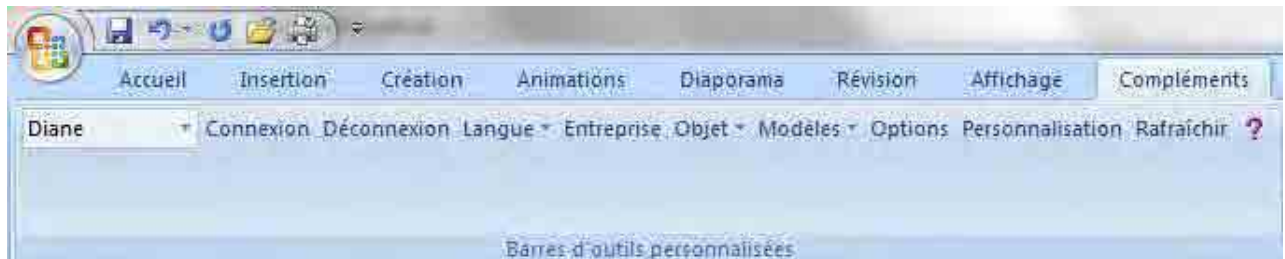 Accueil Insertion Création Animations Diaporama Révision Affichage Compléments
Diane Connexion Déconnexion Langue Entreprise Objet Modèles Options Personnalisation Rafraîchir ?
Barres d'outils personnalisées